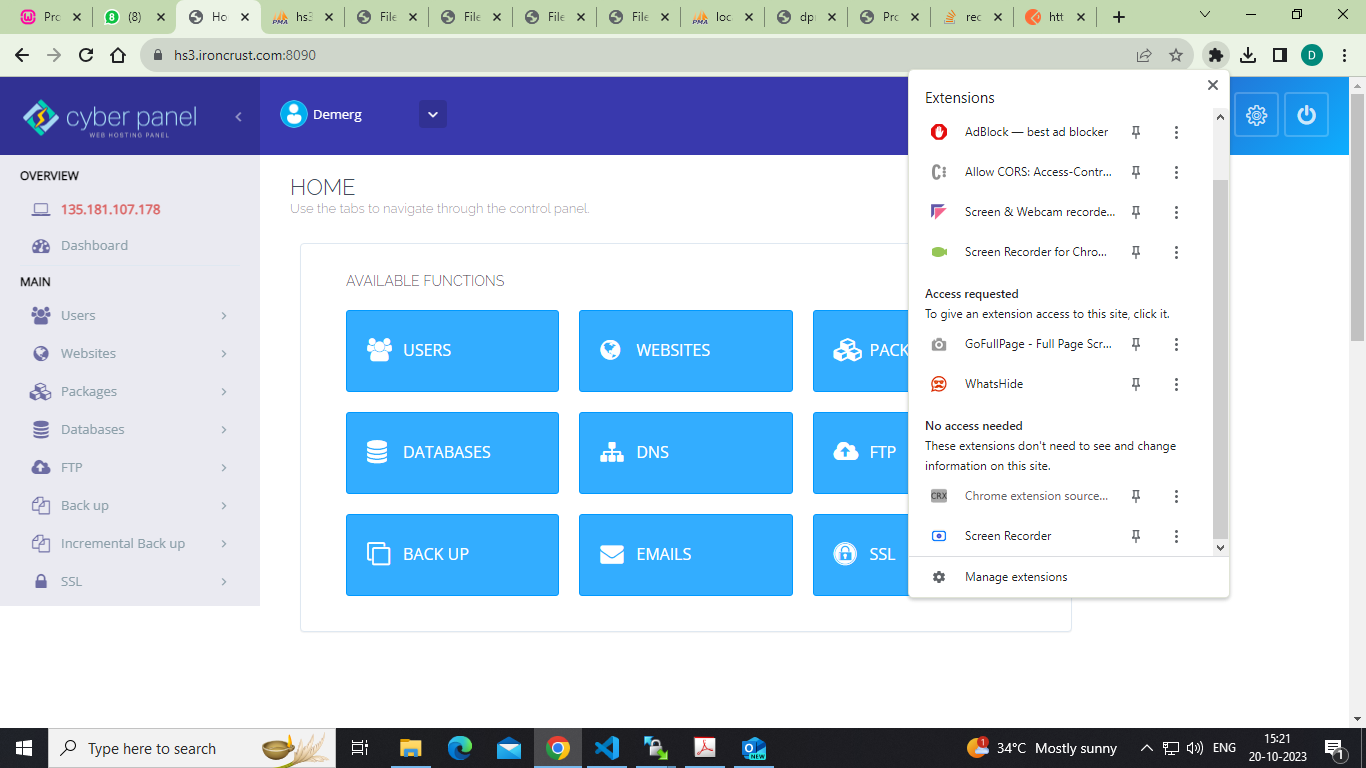 Pro
(8)
Ho
hs3
File
File
File
File
loc
dp
Pro
rec
htt
hs3.ironcrust.com:8090
D
cyber panel
WEB HOSTING PANEL
Demerg
OVERVIEW
135.181.107.178
Dashboard
MAIN
Users
Websites
Packages
Databases
FTP
Back up
Incremental Back up
SSL
HOME
Use the tabs to navigate through the control panel.
AVAILABLE FUNCTIONS
USERS
WEBSITES
PACK
DATABASES
DNS
FTP
BACK UP
EMAILS
SSL
Extensions
AdBlock — best ad blocker
Allow CORS: Access-Contr...
Screen & Webcam recorde...
Screen Recorder for Chro...
Access requested
To give an extension access to this site, click it.
GoFullPage - Full Page Scr...
WhatsHide
No access needed
These extensions don't need to see and change
information on this site.
CRX
Chrome extension source...
Screen Recorder
Manage extensions
Type here to search
NEW
1
34°C Mostly sunny
ENG
15:21
20-10-2023
1